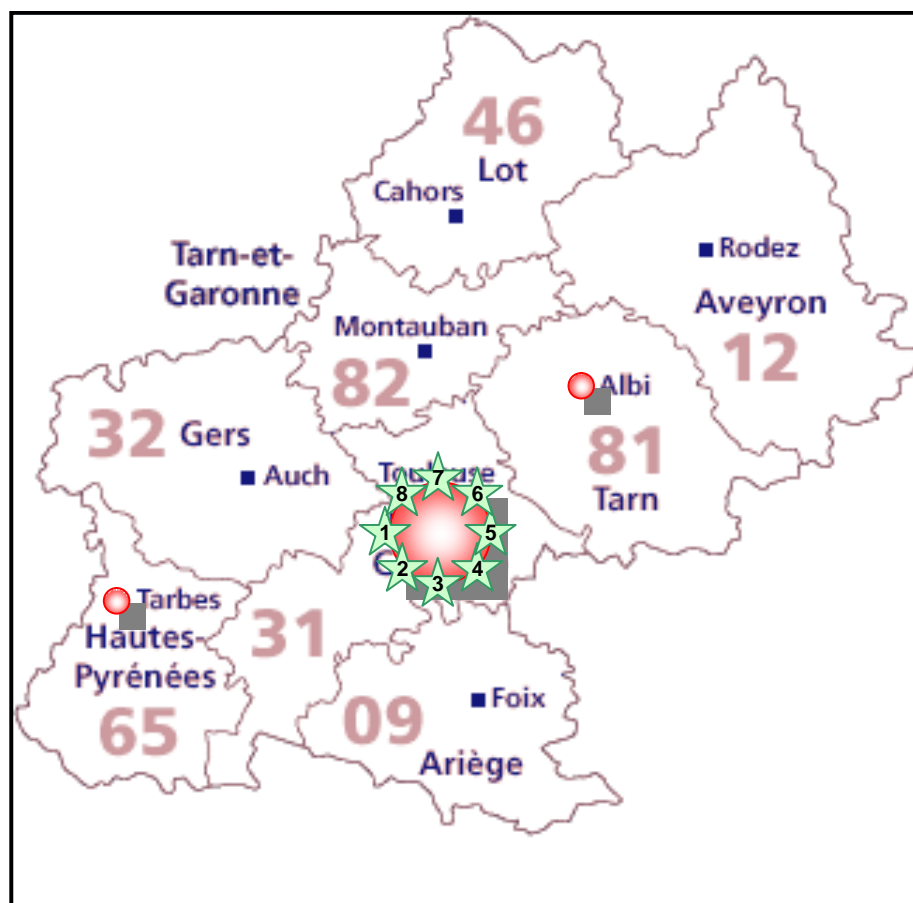 46
Lot
Cahors
Rodez
Tarn-et-
Garonne
Aveyron
Montauban
12
82
Albi
32
Gers
81
Auch
Tarn
7
8
6
1
5
2
4
3
Tarbes
31
Hautes-
Pyrénées
65
09
Foix
Ariège